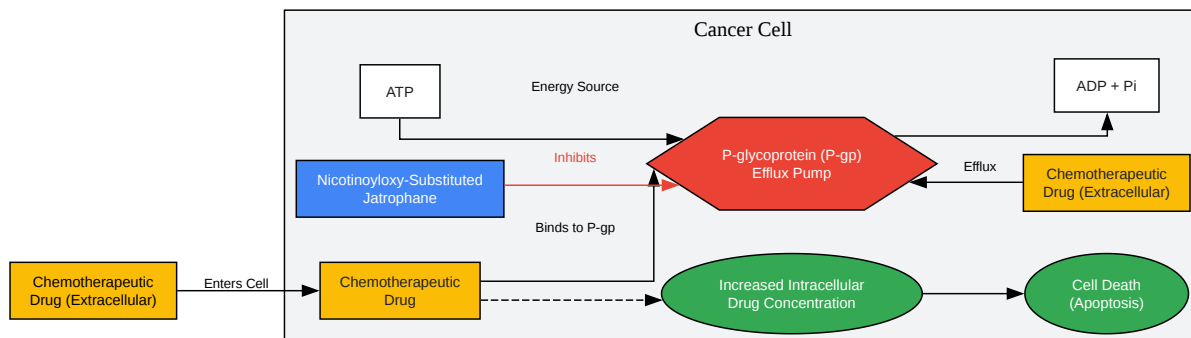 Cancer Cell
ATP
Energy Source
ADP + Pi
P-glycoprotein (P-gp)
Efflux Pump
Inhibits
Nicotinoyloxy-Substituted
Jatrophane
Efflux
Chemotherapeutic
Drug (Extracellular)
Binds to P-gp
Chemotherapeutic
Drug (Extracellular)
Enters Cell
Chemotherapeutic
Drug
Increased Intracellular
Drug Concentration
Cell Death
(Apoptosis)